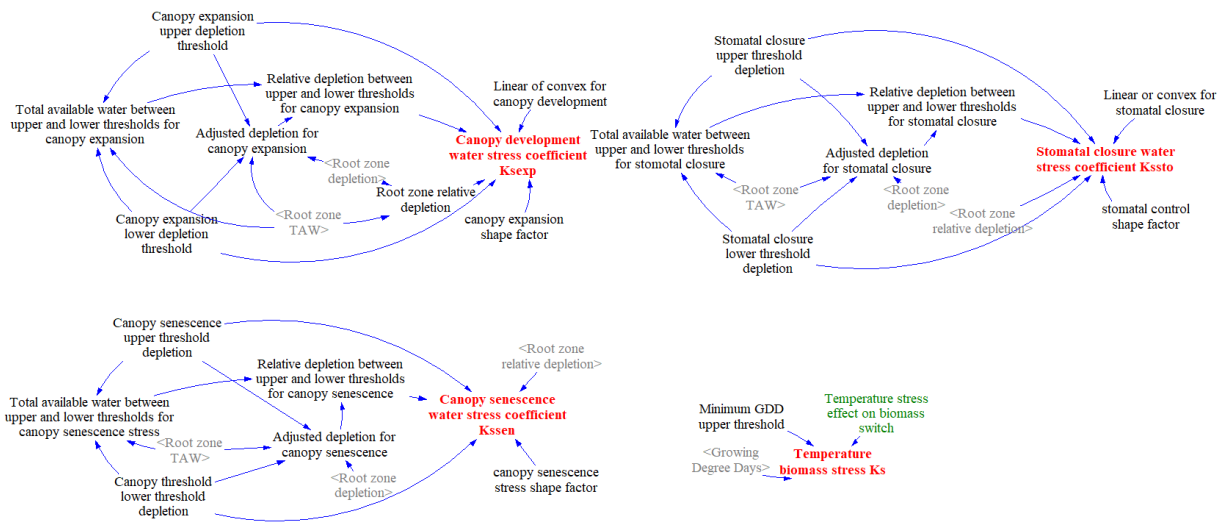 Canopy expansion
upper depletion
threshold
Relative depletion between
upper and lower thresholds
for canopy expansion
Linear of convex for
canopy development
Total available water between
upper and lower thresholds for
canopy expansion
Adjusted depletion for
canopy expansion
Canopy development
water stress coefficient
Ksexp
<Root zone
depletion>
Root zone relative
depletion
Canopy expansion
lower depletion
threshold
<Root zone
TAW>
canopy expansion
shape factor
Stomatal closure
upper threshold
depletion
Relative depletion between
upper and lower thresholds
for stomatal closure
Linear or convex for
stomatal closure
Total available water between
upper and lower thresholds
for stomotal closure
Adjusted depletion
for stomatal closure
Stomatal closure water
stress coefficient Kssto
<Root zone
TAW>
<Root zone
depletion>
<Root zone
relative depletion>
stomatal control
shape factor
Stomatal closure
lower threshold
depletion
Canopy senescence
upper threshold
depletion
Relative depletion between
upper and lower thresholds
for canopy senescence
<Root zone
relative depletion>
Total available water between
upper and lower thresholds for
canopy senescence stress
Canopy senescence
water stress coefficient
Kssen
<Root zone
TAW>
Adjusted depletion for
canopy senescence
Canopy threshold
lower threshold
depletion
<Root zone
depletion>
canopy senescence
stress shape factor
Minimum GDD
upper threshold
Temperature stress
effect on biomass
switch
<Growing
Degree Days>
Temperature
biomass stress Ks